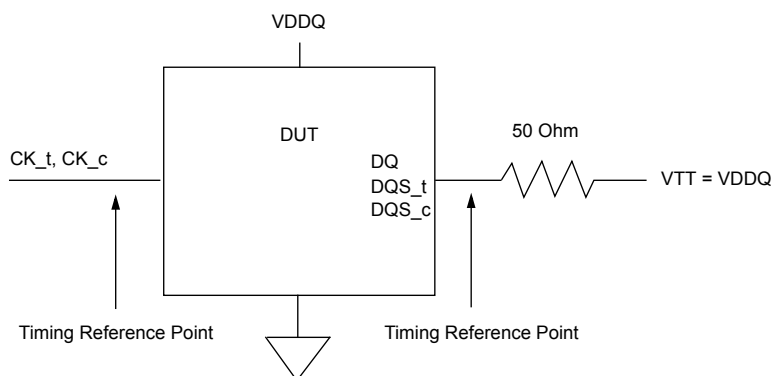 VDDQ
DUT
50 Ohm
CK_t, CK_c
DQ
DQS_t
DQS_c
VTT = VDDQ
Timing Reference Point
Timing Reference Point